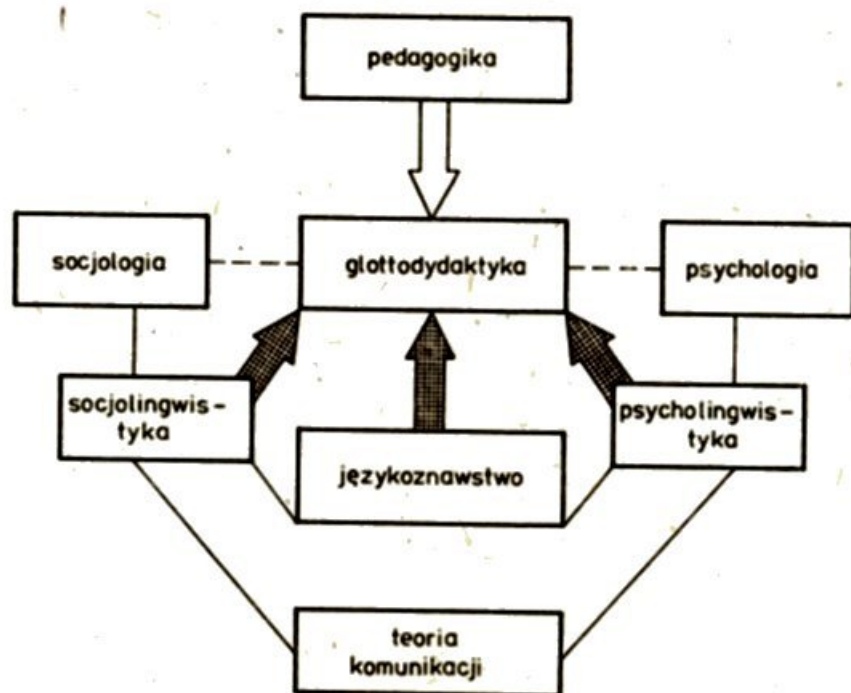 pedagogika
socjologia
glottodydaktyka
psychologia
socjolingwis-
tyka
psycholingwis-
tyka
językoznawstwo
teoria
komunikacji